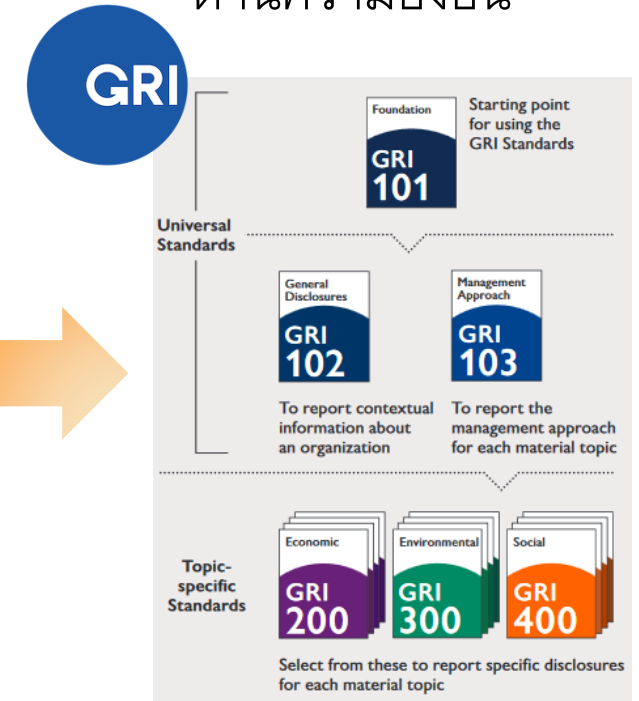 GRI
Foundation
GRI
101
Starting point
for using the
GRI Standards
Universal
Standards
General
Disclosures
GRI
102
Management
Approach
GRI
103
To report contextual
information about
an organization
To report the
management approach
for each material topic
Topic-
specific
Standards
Economic
GRI
200
Environmental
GRI
300
Social
GRI
400
Select from these to report specific disclosures
for each material topic